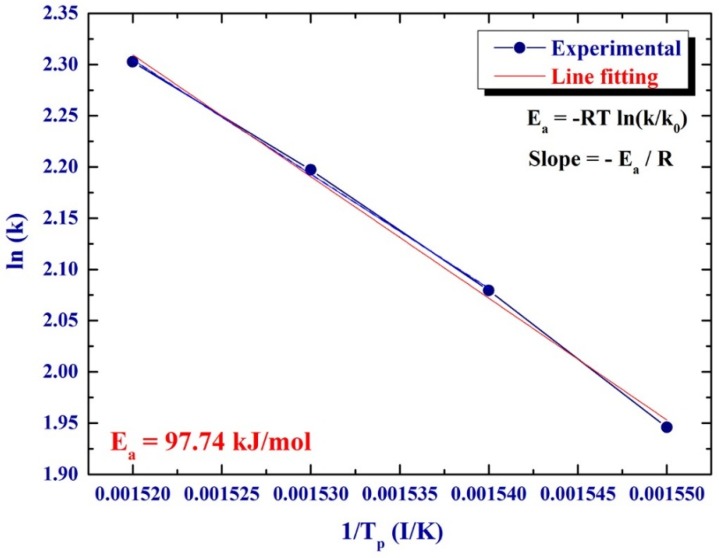 2.35
2.30
2.25
2.20
2.15
2.10
2.05
2.00
1.95
1.90
ln (k)
Experimental
Line fitting
Eₐ = -RT ln(k/k₀)
Slope = - Eₐ / R
Eₐ = 97.74 kJ/mol
0.001520 0.001525 0.001530 0.001535 0.001540 0.001545 0.001550
1/Tₚ (I/K)